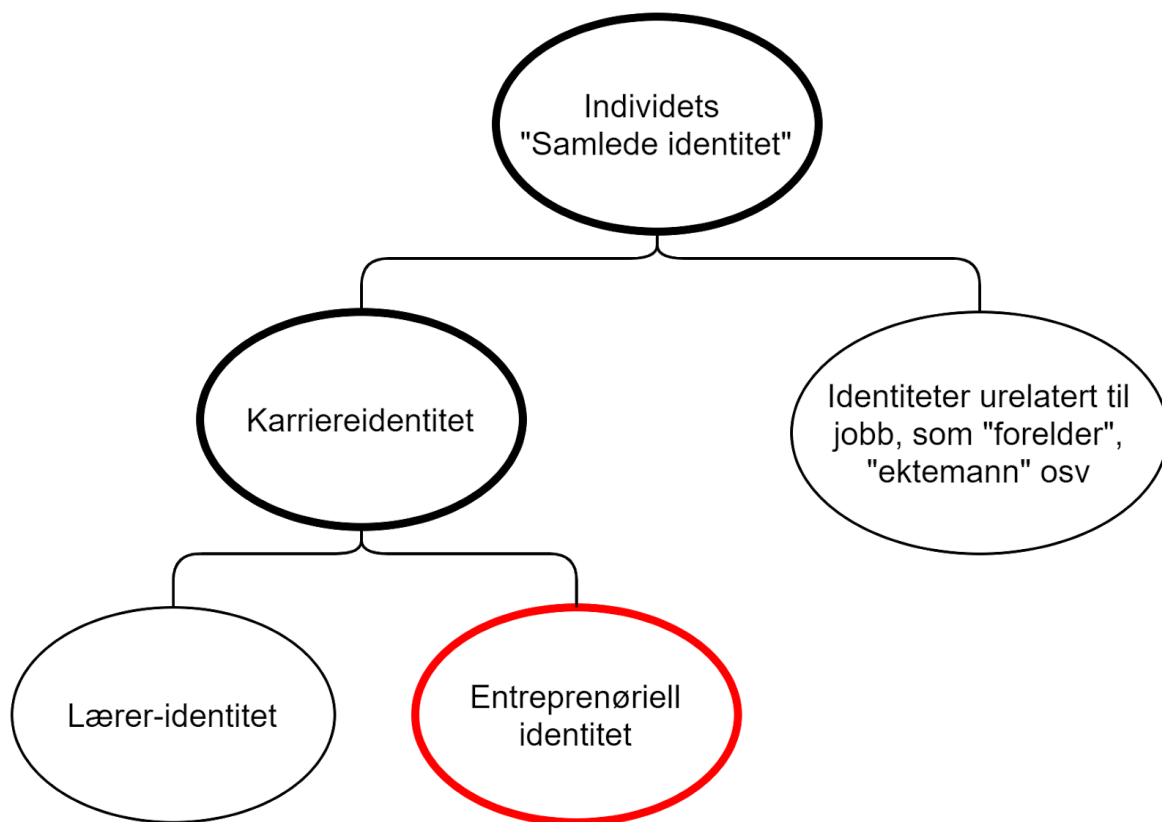 Individets
"Samlede identitet"
Karriereidentitet
Identiteter urelatert til
jobb, som "forelder",
"ektemann" osv
Lærer-identitet
Entreprenøriell
identitet